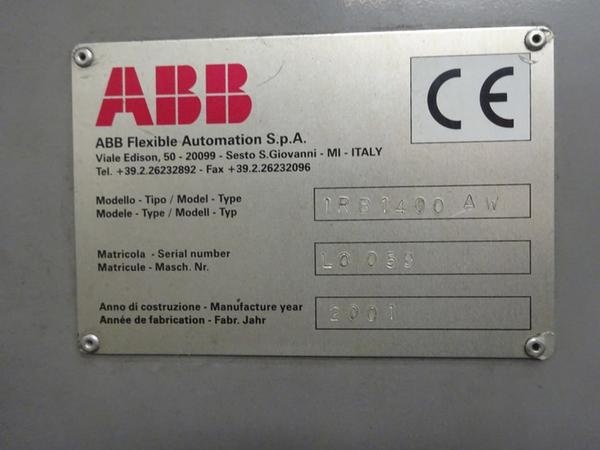 ABB
CE
ABB Flexible Automation S.p.A.
Viale Edison, 50 - 20099 - Sesto S.Giovanni - MI - ITALY
Tel. +39.2.26232892 - Fax +39.2.26232096
Modello - Tipo / Model - Type
Modele - Type / Modell - Typ
IRB1400 AW
Matricola - Serial number
Matricule - Masch. Nr.
Anno di costruzione - Manufacture year
Année de fabrication - Fabr. Jahr
2001